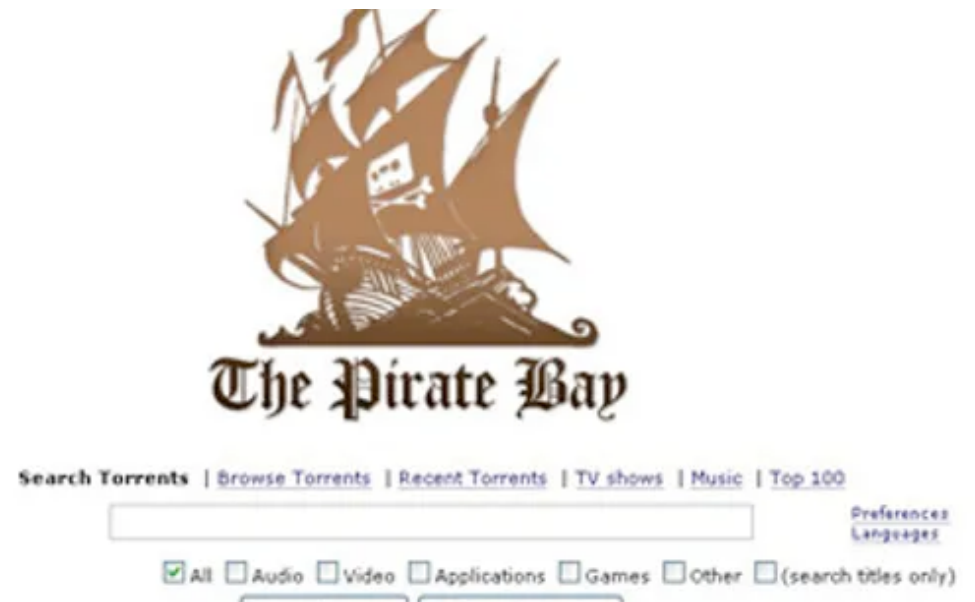 The Pirate Bay
Search Torrents | Browse Torrents | Recent Torrents | TV shows | Music | Top 100
Preferences
Languages
All Audio Video Applications Games Other (search titles only)